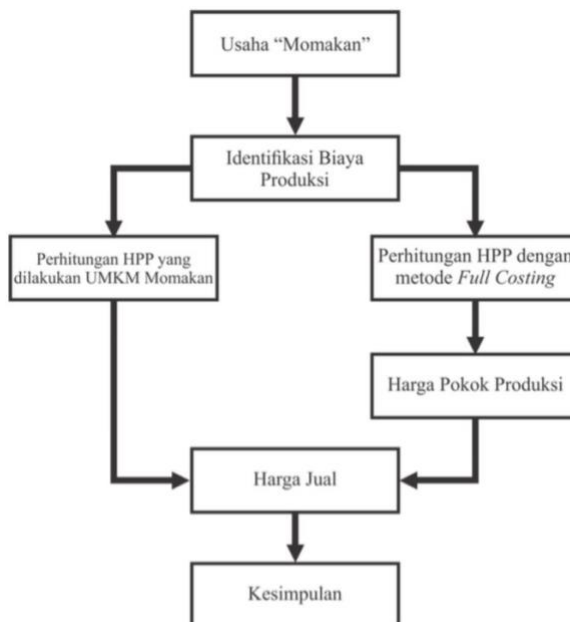 Usaha “Momakan”
Identifikasi Biaya
Produksi
Perhitungan HPP yang
dilakukan UMKM Momakan
Perhitungan HPP dengan
metode Full Costing
Harga Pokok Produksi
Harga Jual
Kesimpulan